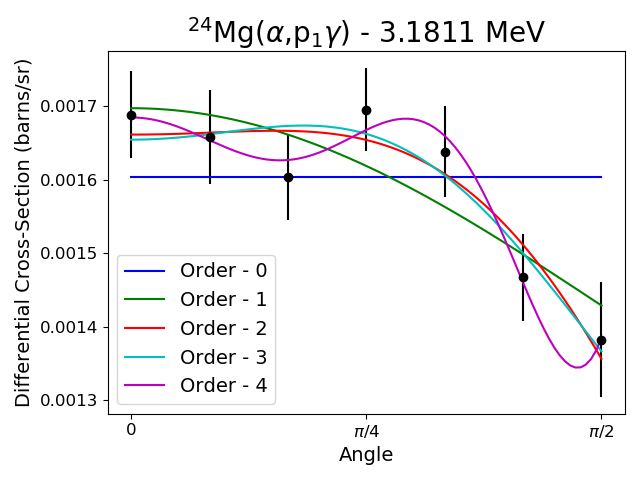 ²⁴Mg(α,p₁γ) - 3.1811 MeV
Differential Cross-Section (barns/sr)
0.0017
0.0016
0.0015
0.0014
0.0013
Order - 0
Order - 1
Order - 2
Order - 3
Order - 4
0
π/4
π/2
Angle